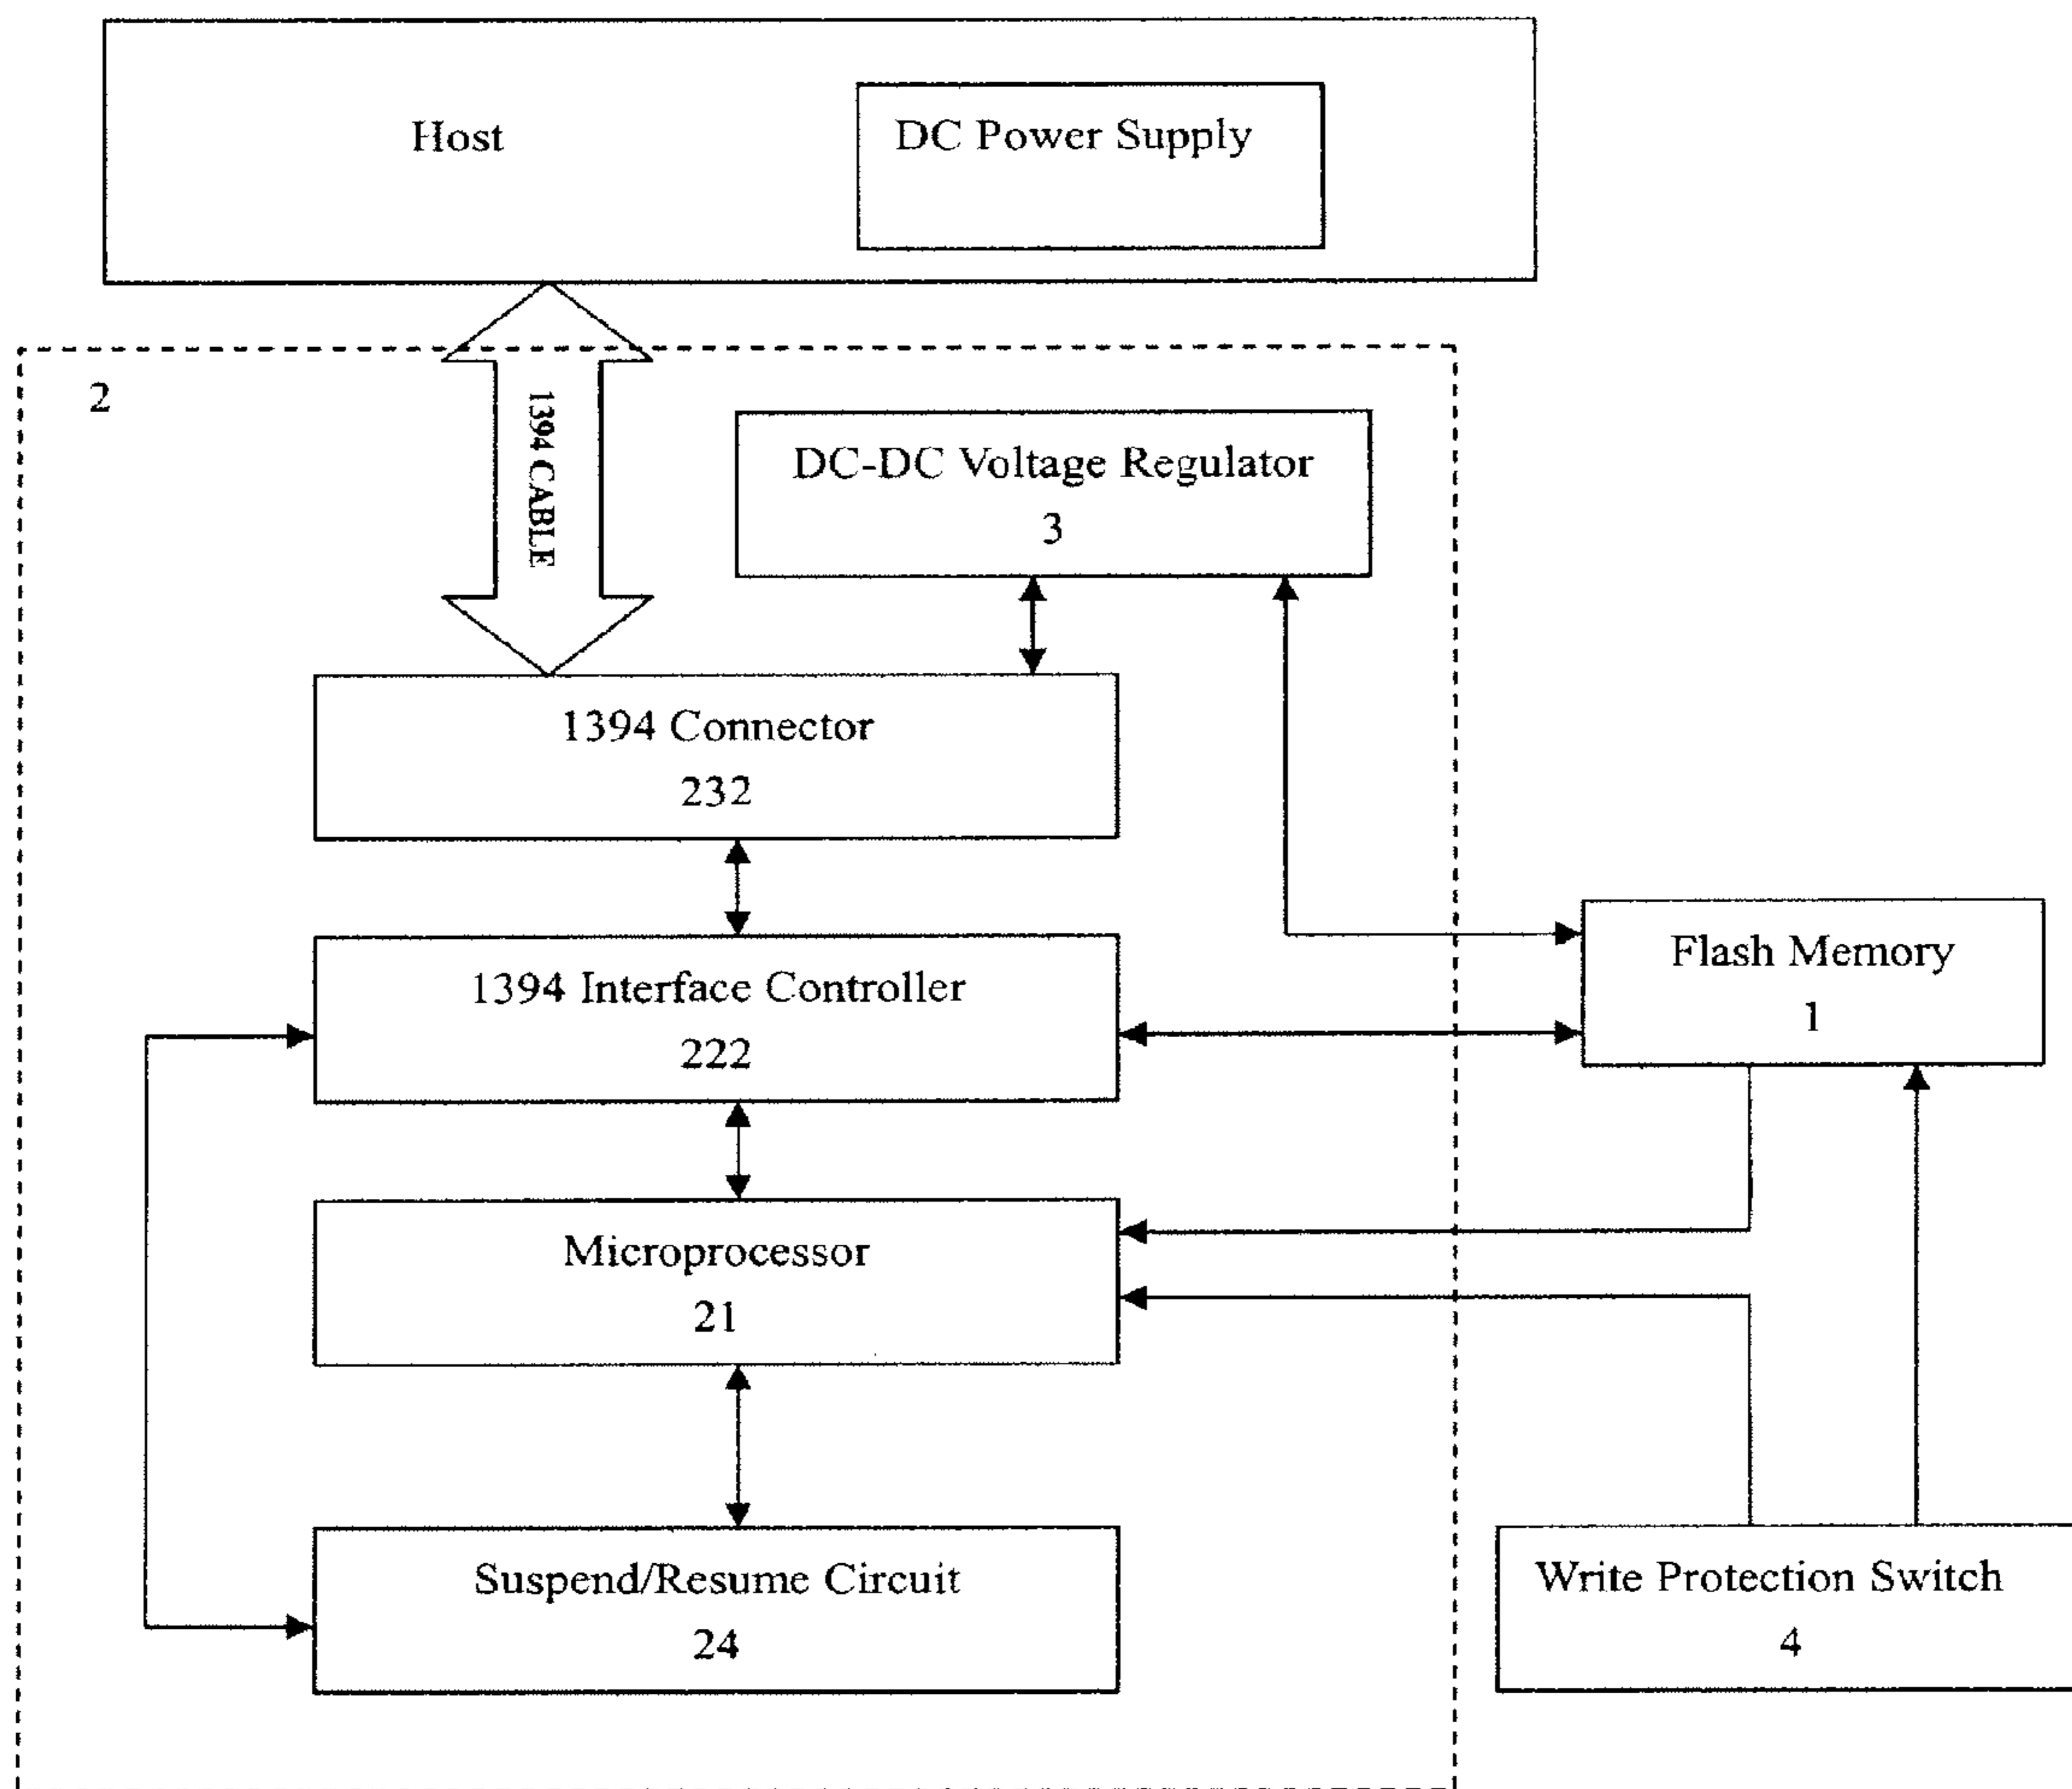 Host
DC Power Supply
2
1394 CABLE
DC-DC Voltage Regulator
3
1394 Connector
232
1394 Interface Controller
222
Flash Memory
1
Microprocessor
21
Suspend/Resume Circuit
24
Write Protection Switch
4